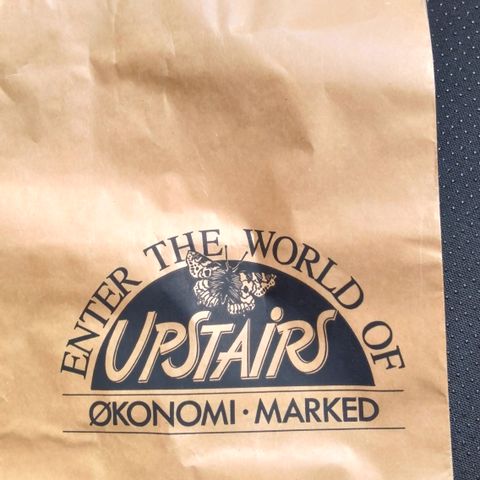 ENTER THE WORLD OF
UPSTAIRS
ØKONOMI · MARKED